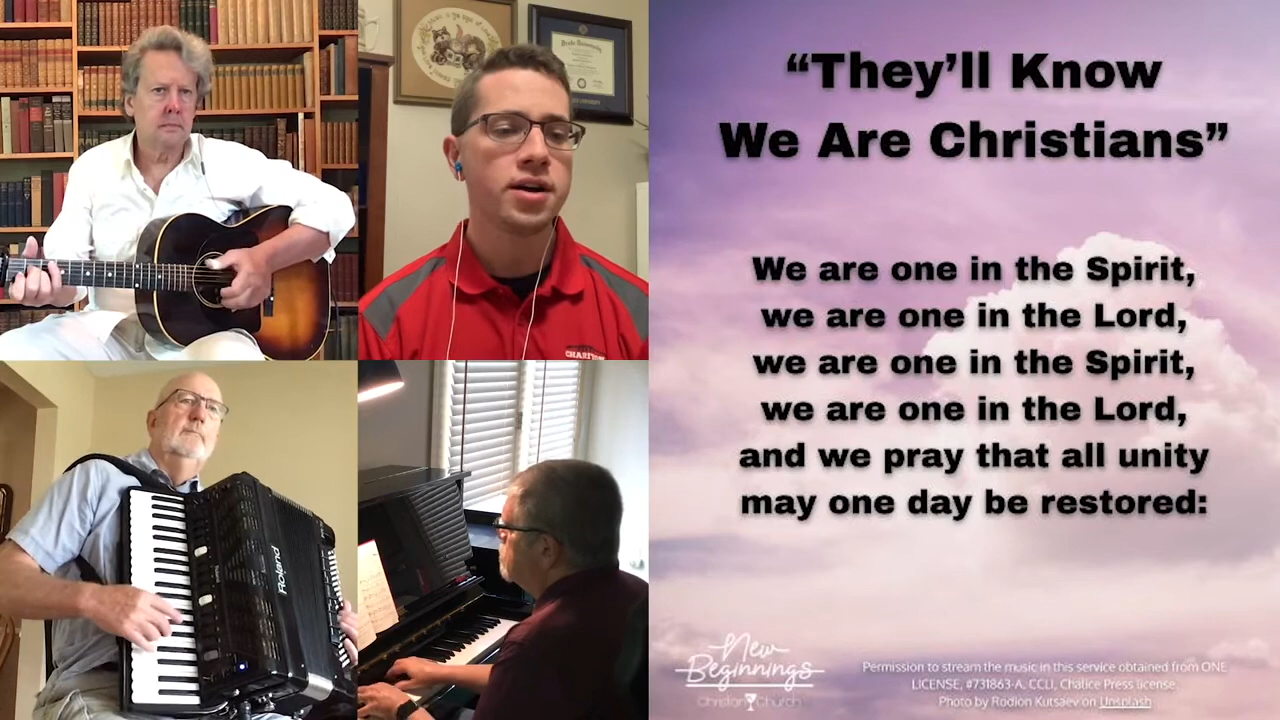 “They’ll Know
We Are Christians”
We are one in the Spirit,
we are one in the Lord,
we are one in the Spirit,
we are one in the Lord,
and we pray that all unity
may one day be restored:
New
Beginnings
Christian Church
Permission to stream the music in this service obtained from ONE
LICENSE, #731863-A. CCLI, Chalice Press license
Photo by Rodion Kutsaev on Unsplash
Roland